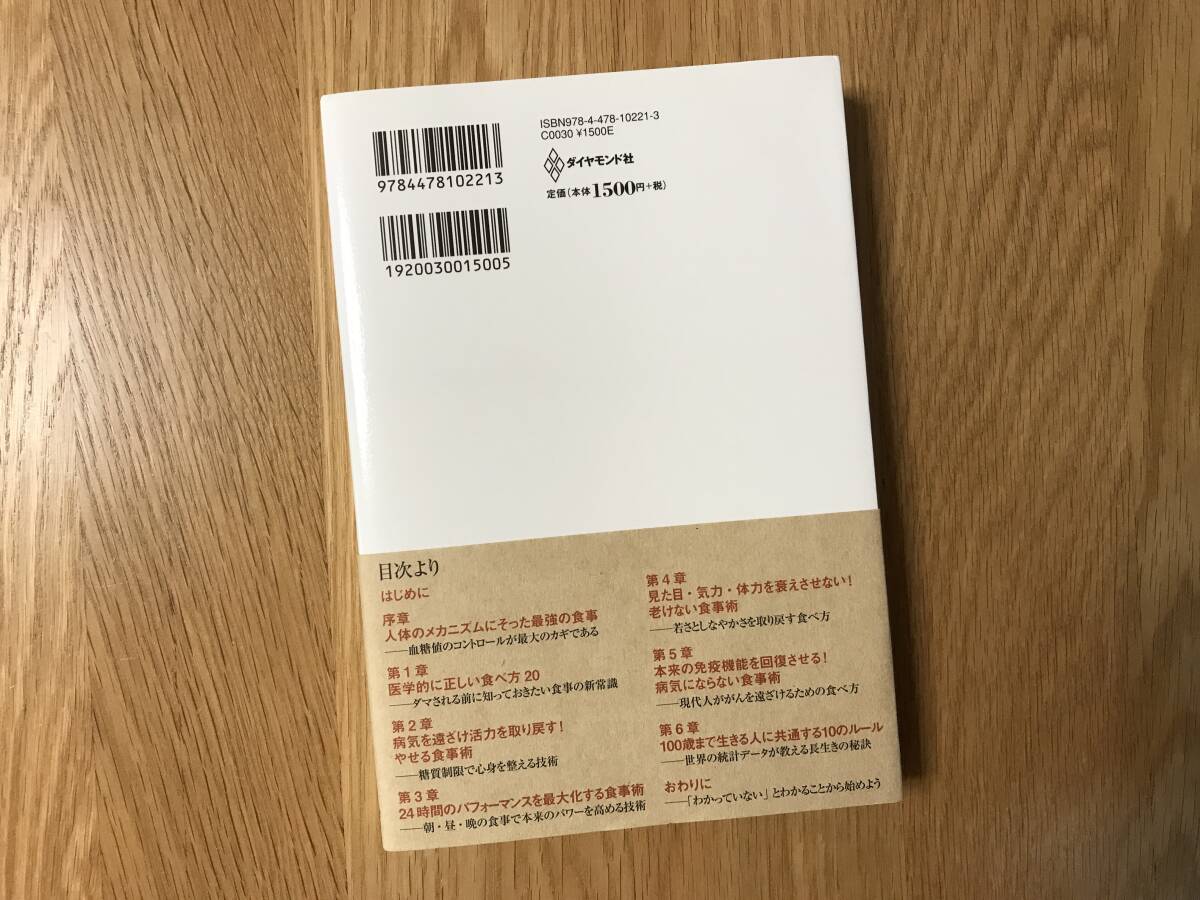 9784478102213
1920030015005
ISBN978-4-478-10221-3
C0030 ¥1500E
ダイヤモンド社
定価(本体1500円+税)
目次より
はじめに
序章
人体のメカニズムにそった最強の食事
——血糖値のコントロールが最大のカギである
第1章
医学的に正しい食べ方20
——ダマされる前に知っておきたい食事の新常識
第2章
病気を遠ざけ活力を取り戻す!
やせる食事術
——糖質制限で心身を整える技術
第3章
24時間のパフォーマンスを最大化する食事術
——朝・昼・晩の食事で本来のパワーを高める技術
第4章
見た目・気力・体力を衰えさせない!
老けない食事術
——若さとしなやかさを取り戻す食べ方
第5章
本来の免疫機能を回復させる!
病気にならない食事術
——現代人ががんを遠ざけるための食べ方
第6章
100歳まで生きる人に共通する10のルール
——世界の統計データが教える長生きの秘訣
おわりに
——「わかっていない」とわかることから始めよう